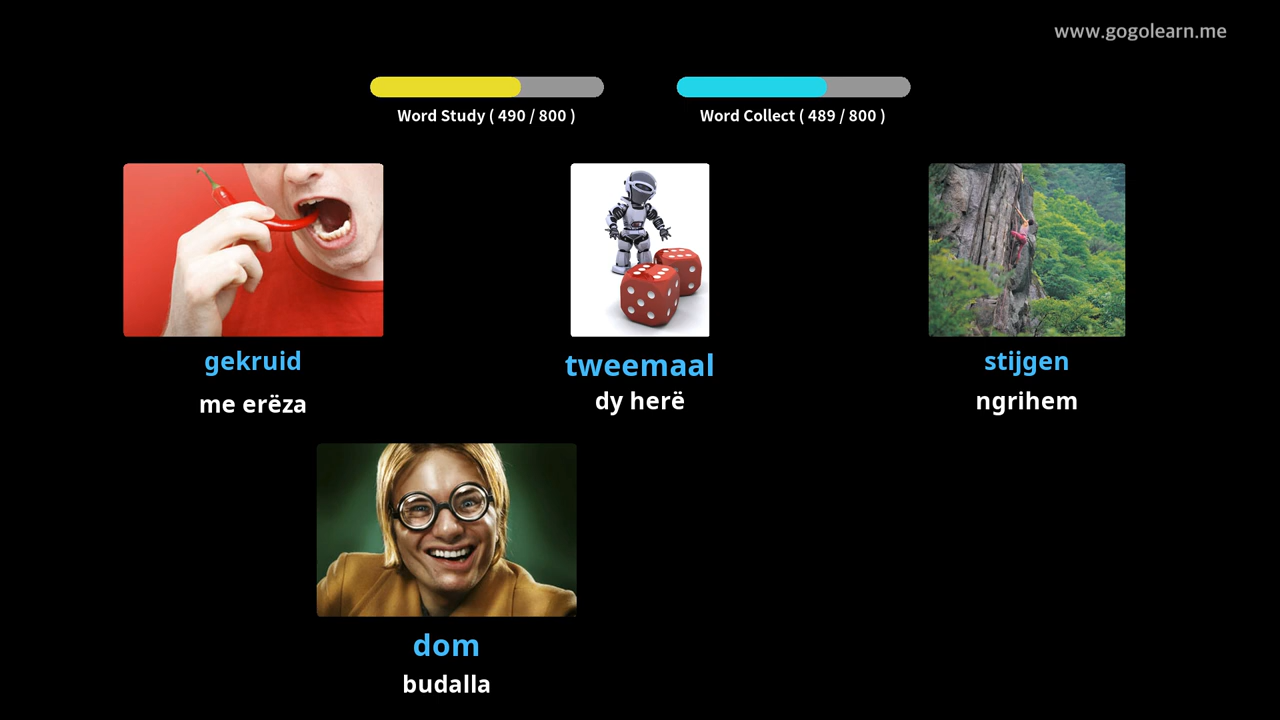 www.gogolearn.me
Word Study ( 490 / 800 )
Word Collect ( 489 / 800 )
gekruid
tweemaal
stijgen
me erëza
dy herë
ngrihem
dom
budalla